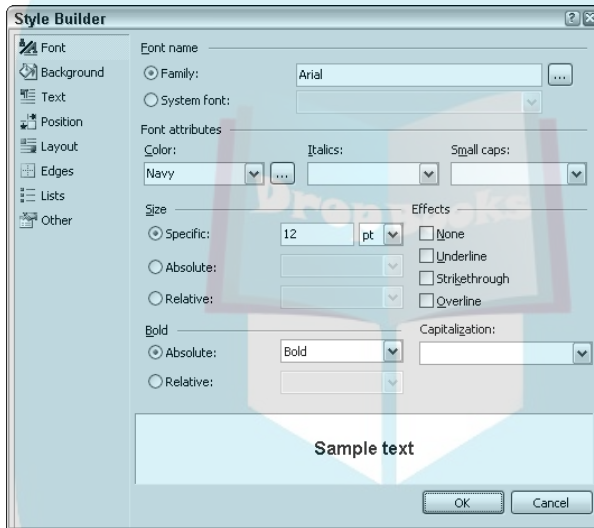 Style Builder
Font
Background
Text
Position
Layout
Edges
Lists
Other
Font name
Family:
Arial
...
System font:
Font attributes
Color:
Italics:
Small caps:
Navy
...
Size
Effects
Specific:
12
pt
None
Underline
Absolute:
Strikethrough
Relative:
Overline
Bold
Capitalization:
Absolute:
Bold
Relative:
Sample text
OK
Cancel
DropBooks